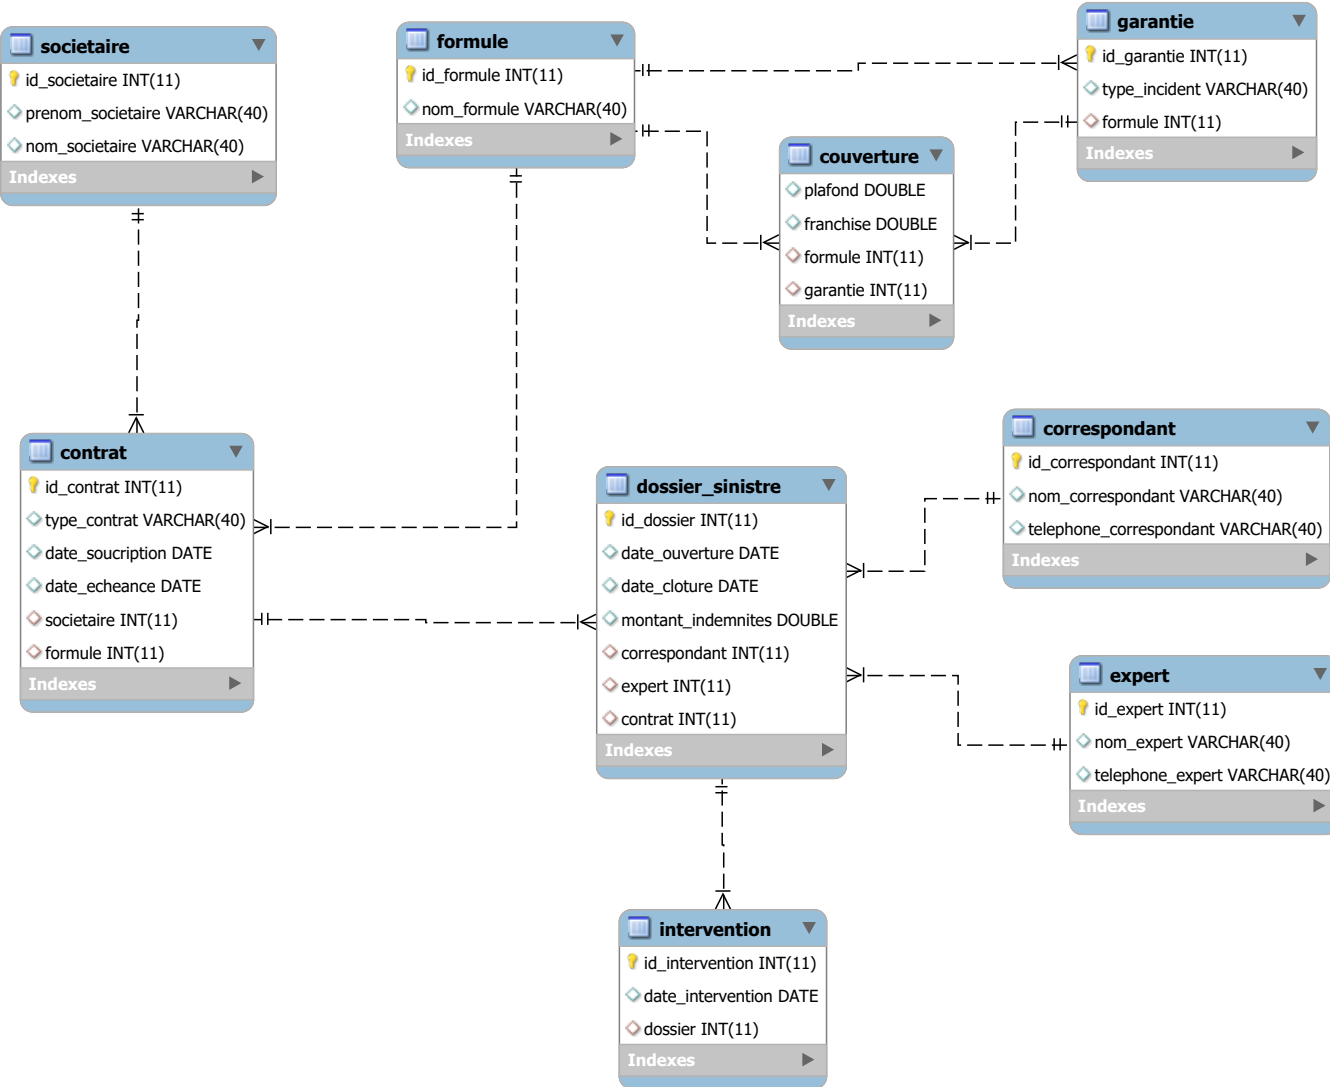 societaire
id_societaire INT(11)
prenom_societaire VARCHAR(40)
nom_societaire VARCHAR(40)
Indexes
formule
id_formule INT(11)
nom_formule VARCHAR(40)
Indexes
garantie
id_garantie INT(11)
type_incident VARCHAR(40)
formule INT(11)
Indexes
couverture
plafond DOUBLE
franchise DOUBLE
formule INT(11)
garantie INT(11)
Indexes
contrat
id_contrat INT(11)
type_contrat VARCHAR(40)
date_soucription DATE
date_echeance DATE
societaire INT(11)
formule INT(11)
Indexes
dossier_sinistre
id_dossier INT(11)
date_ouverture DATE
date_cloture DATE
montant_indemnites DOUBLE
correspondant INT(11)
expert INT(11)
contrat INT(11)
Indexes
correspondant
id_correspondant INT(11)
nom_correspondant VARCHAR(40)
telephone_correspondant VARCHAR(40)
Indexes
expert
id_expert INT(11)
nom_expert VARCHAR(40)
telephone_expert VARCHAR(40)
Indexes
intervention
id_intervention INT(11)
date_intervention DATE
dossier INT(11)
Indexes